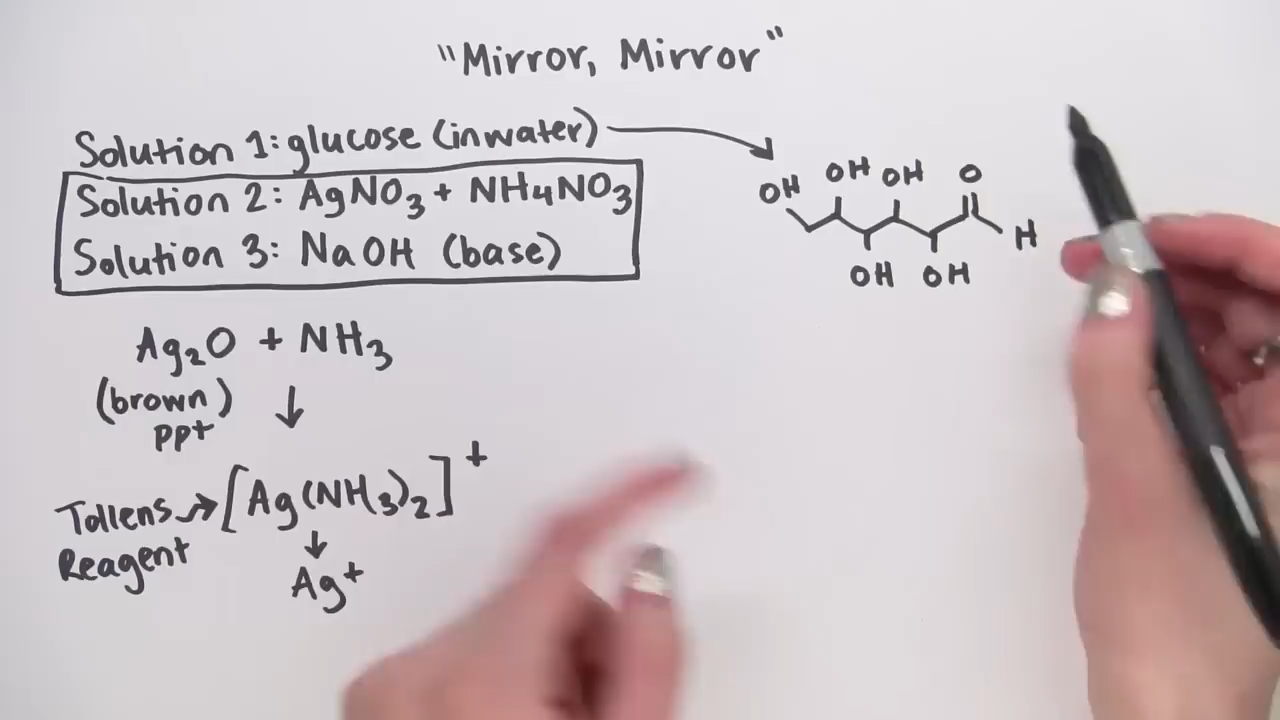 "Mirror, Mirror"
Solution 1: glucose (in water)
Solution 2: AgNO3 + NH4NO3
Solution 3: NaOH (base)
OH OH OH O
H
OH OH
Ag2O + NH3
(brown)
ppt
[Ag(NH3)2]+
Tollens
Reagent
Ag+